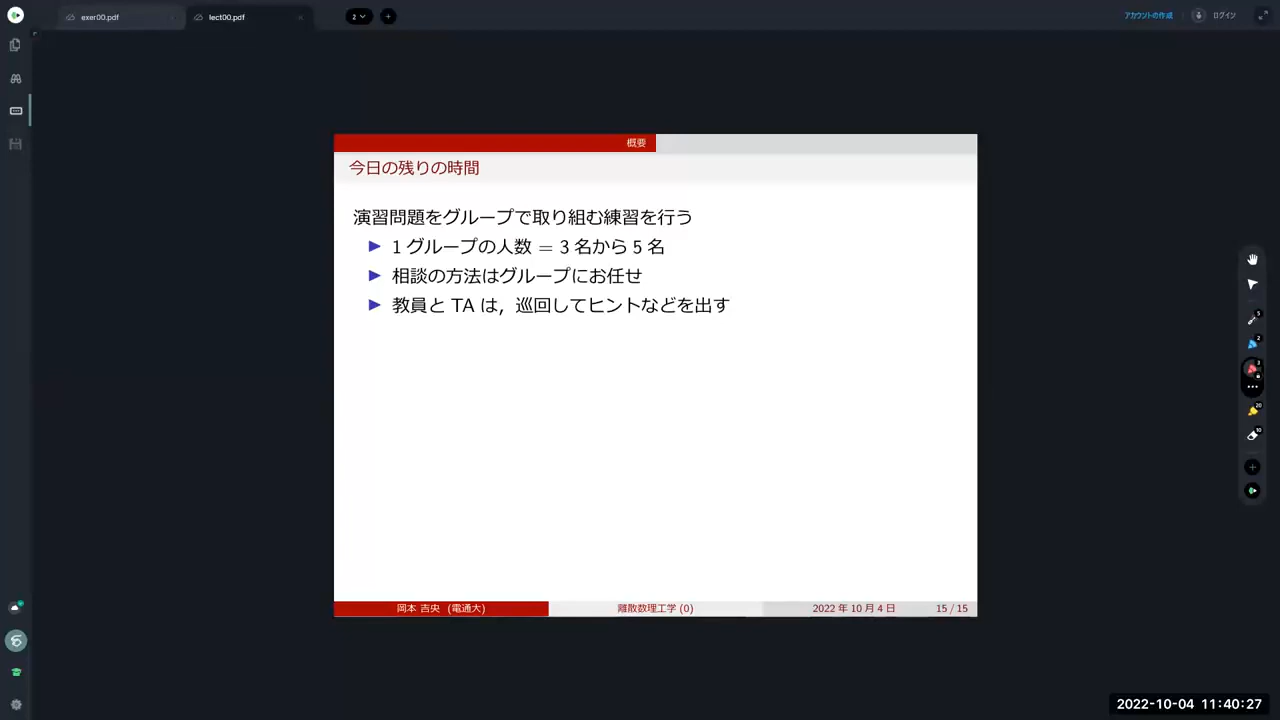 exer00.pdf
lect00.pdf
2
アカウントの作成
ログイン
概要
今日の残りの時間
演習問題をグループで取り組む練習を行う
1 グループの人数 = 3 名から 5 名
相談の方法はグループにお任せ
教員と TA は，巡回してヒントなどを出す
5
2
3
20
10
岡本 吉央 (電通大)
離散数理工学 (0)
2022 年 10 月 4 日
15 / 15
2022-10-04 11:40:27